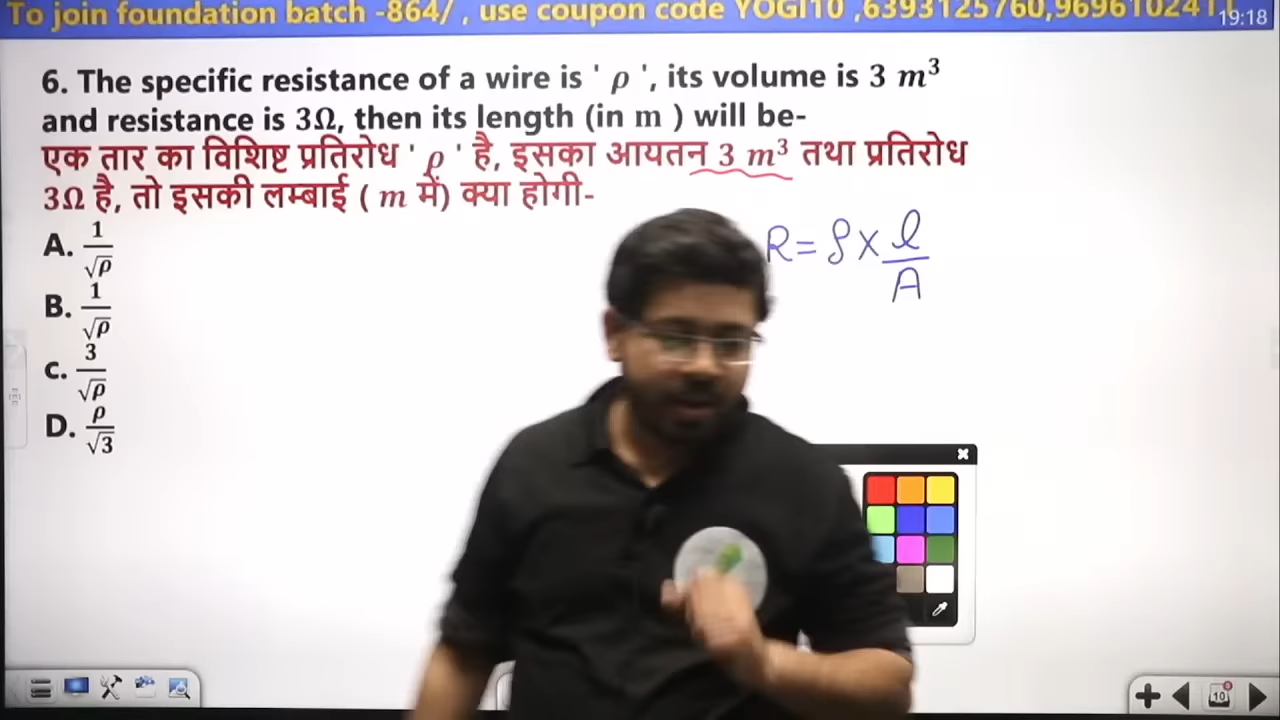 To join foundation batch -864/ , use coupon code YOGI10 ,6393125760,9696102411
19:18
6. The specific resistance of a wire is ' ρ ', its volume is 3 m³
and resistance is 3Ω, then its length (in m ) will be-
एक तार का विशिष्ट प्रतिरोध ' ρ ' है, इसका आयतन 3 m³ तथा प्रतिरोध
3Ω है, तो इसकी लम्बाई ( m में) क्या होगी-
R = ρ × l/A
A. 1/√ρ
B. 1/√ρ
C. 3/√ρ
D. ρ/√3
10